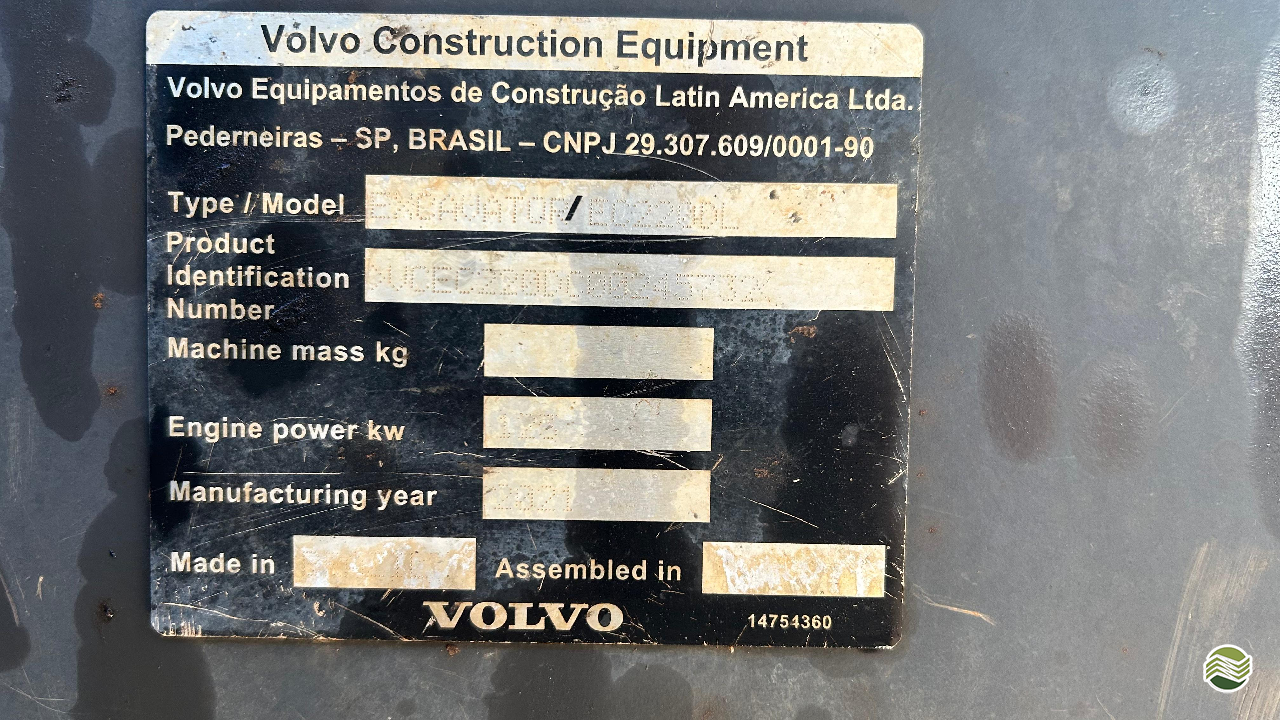 Volvo Construction Equipment
Volvo Equipamentos de Construção Latin America Ltda.
Pederneiras – SP, BRASIL – CNPJ 29.307.609/0001-90
Type / Model EXCAVATOR /
Product
Identification
Number
Machine mass kg
Engine power kw
Manufacturing year 2021
Made in
Assembled in
VOLVO
14754360